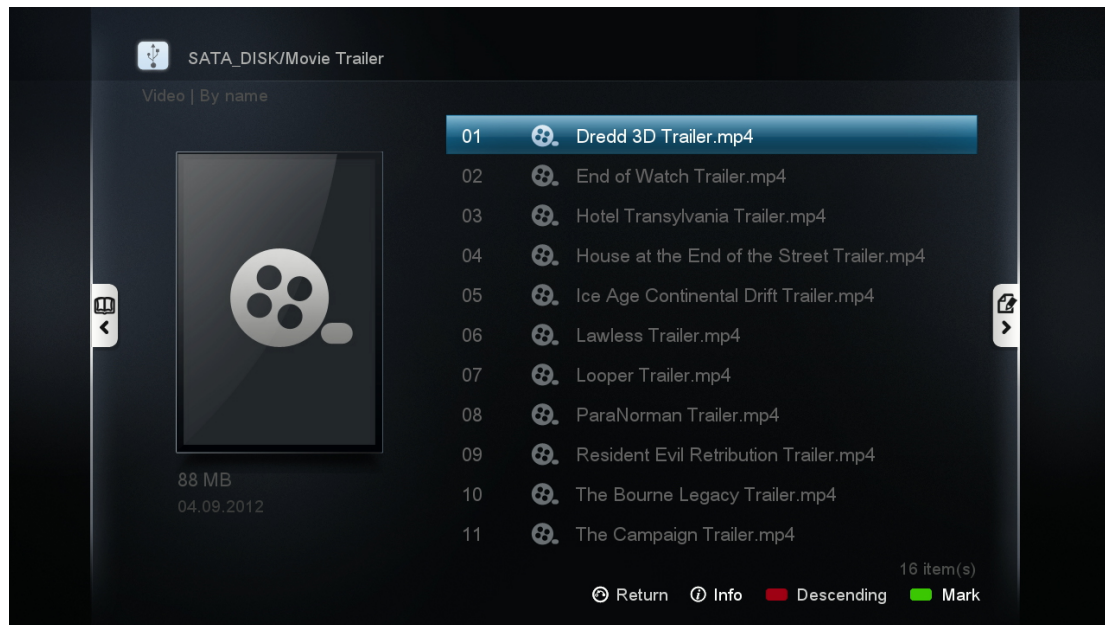 SATA_DISK/Movie Trailer
Video | By name
01 Dredd 3D Trailer.mp4
02 End of Watch Trailer.mp4
03 Hotel Transylvania Trailer.mp4
04 House at the End of the Street Trailer.mp4
05 Ice Age Continental Drift Trailer.mp4
06 Lawless Trailer.mp4
07 Looper Trailer.mp4
08 ParaNorman Trailer.mp4
09 Resident Evil Retribution Trailer.mp4
10 The Bourne Legacy Trailer.mp4
11 The Campaign Trailer.mp4
88 MB
04.09.2012
16 item(s)
Return Info Descending Mark